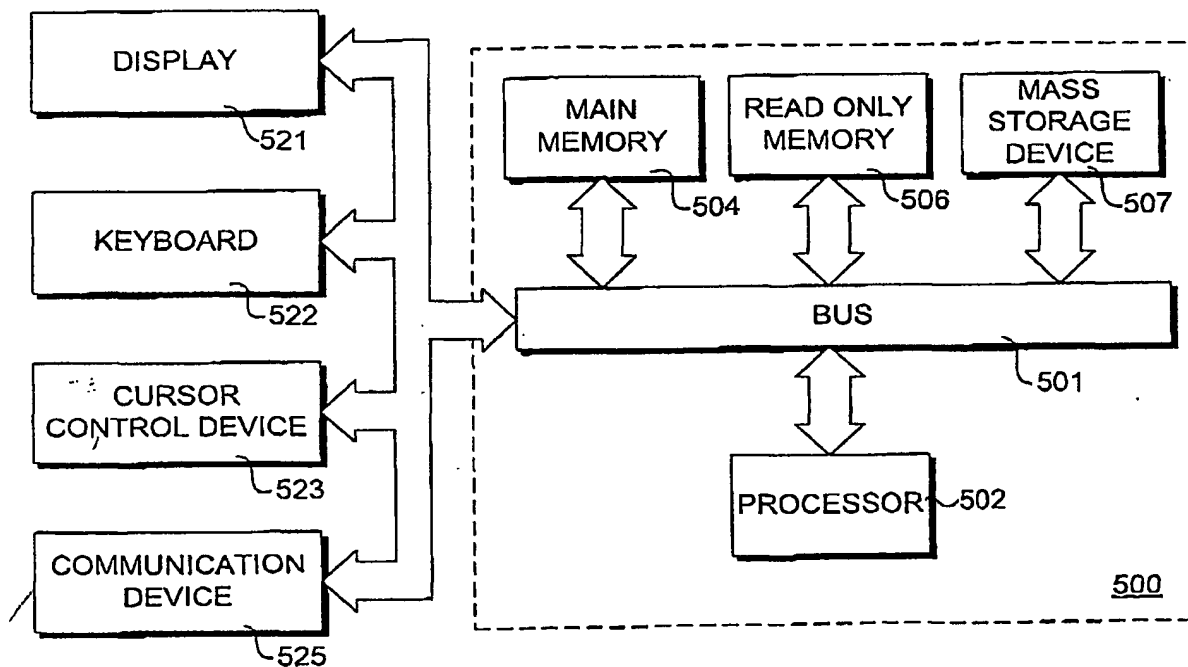 DISPLAY
521
KEYBOARD
522
CURSOR
CONTROL DEVICE
523
COMMUNICATION
DEVICE
525
MAIN
MEMORY
504
READ ONLY
MEMORY
506
MASS
STORAGE
DEVICE
507
BUS
501
PROCESSOR
502
500